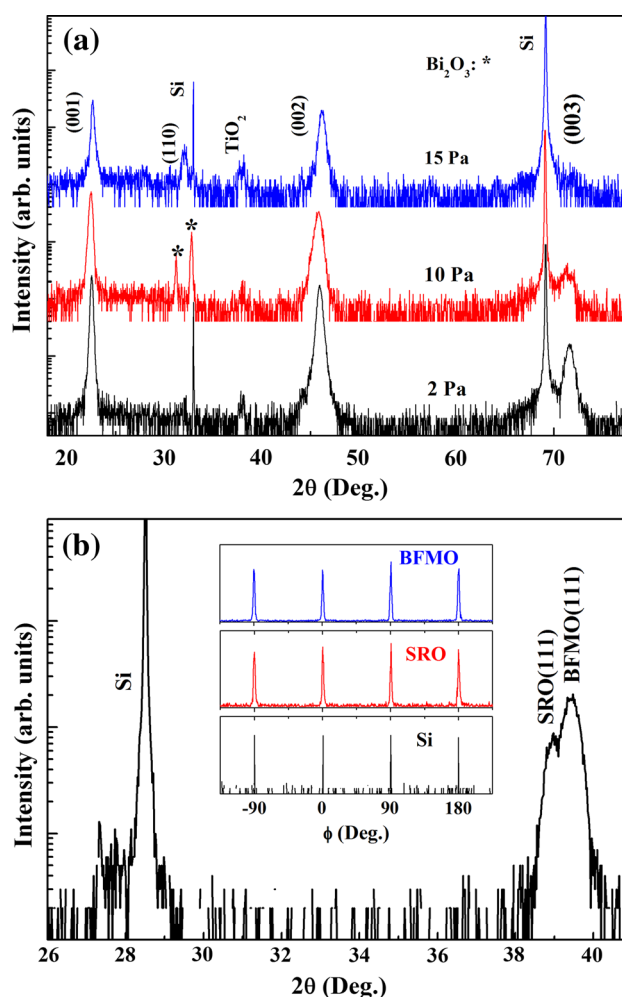 (a)
Intensity (arb. units)
(001)
(110)
Si
TiO₂
(002)
Bi₂O₃: *
Si
(003)
15 Pa
*
*
10 Pa
2 Pa
20 30 40 50 60 70
2θ (Deg.)
(b)
Intensity (arb. units)
Si
BFMO
SRO
Si
-90 0 90 180
ϕ (Deg.)
SRO(111)
BFMO(111)
26 28 30 32 34 36 38 40
2θ (Deg.)